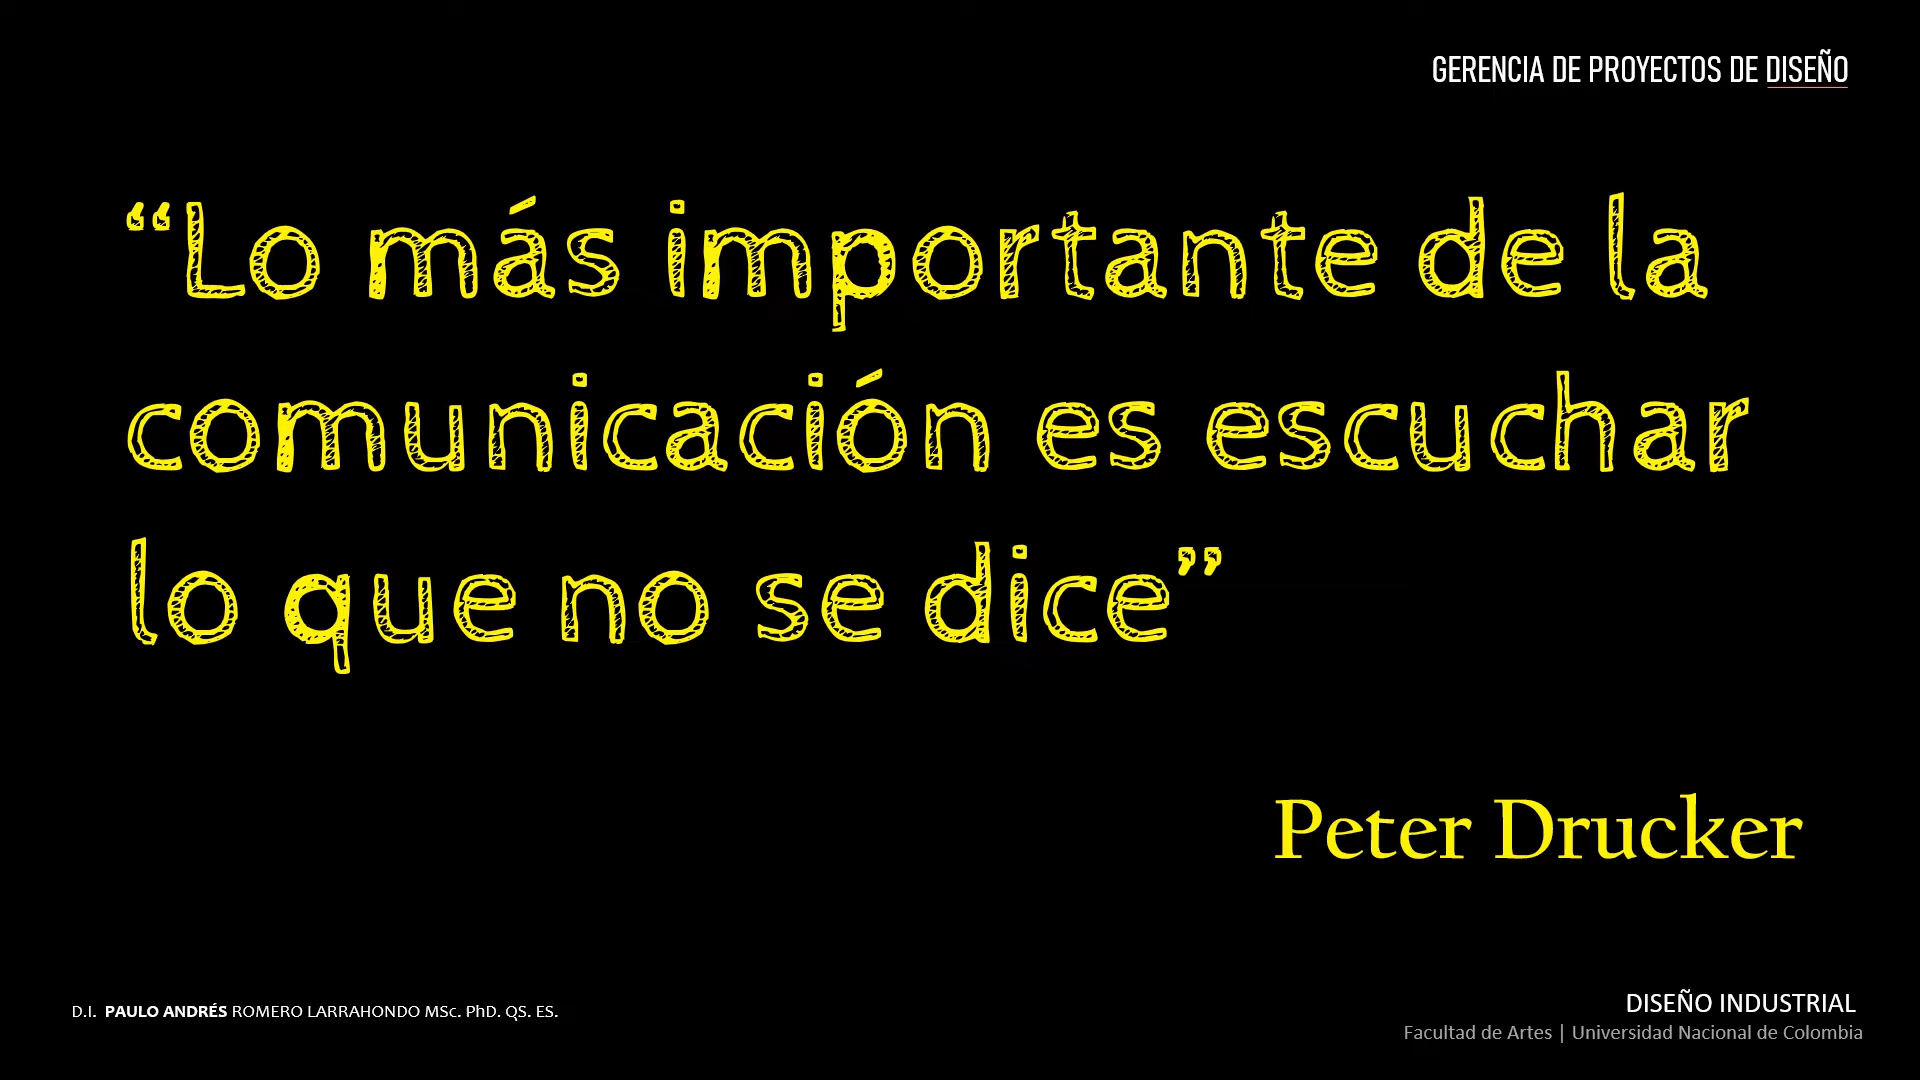 GERENCIA DE PROYECTOS DE DISEÑO
“Lo más importante de la
comunicación es escuchar
lo que no se dice”
Peter Drucker
D.I. PAULO ANDRÉS ROMERO LARRAHONDO MSc. PhD. QS. ES.
DISEÑO INDUSTRIAL
Facultad de Artes | Universidad Nacional de Colombia